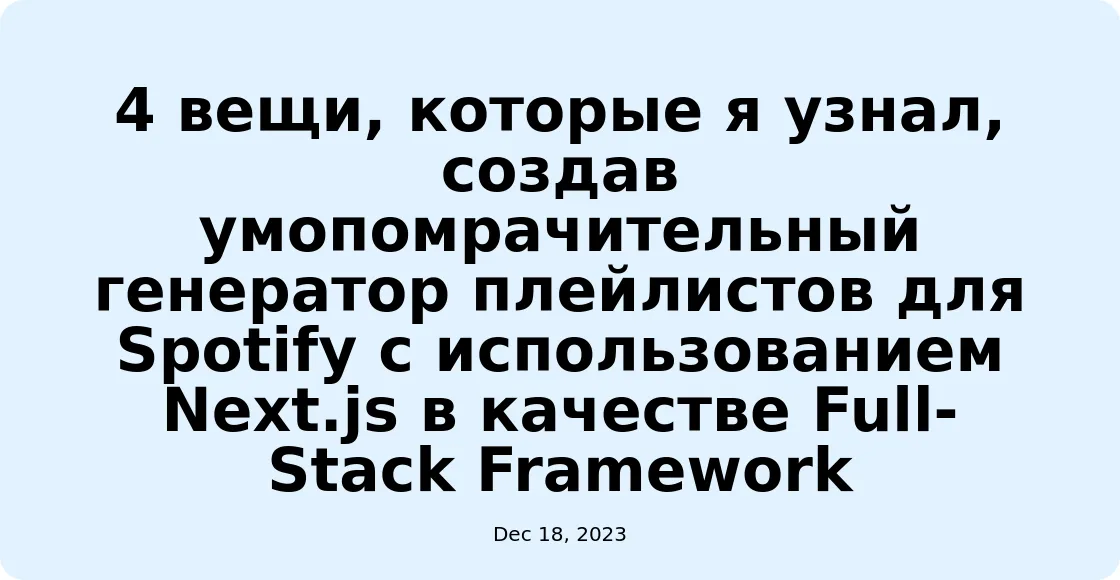 4 вещи, которые я узнал,
создав
умопомрачительный
генератор плейлистов для
Spotify с использованием
Next.js в качестве Full-
Stack Framework
Dec 18, 2023